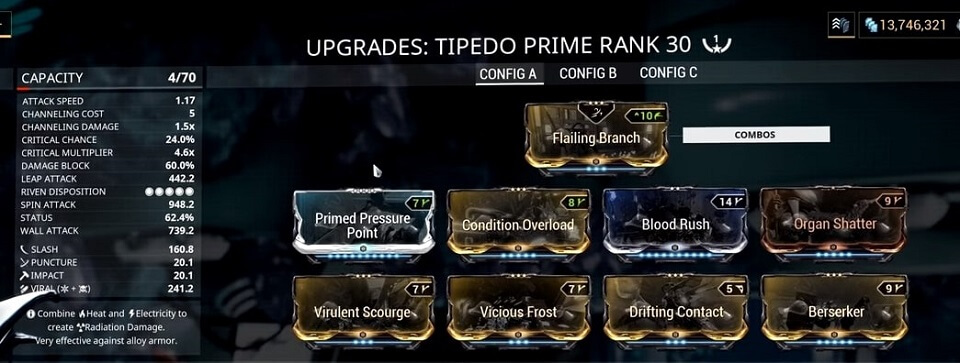 13,746,321
UPGRADES: TIPEDO PRIME RANK 30 1
CONFIG A CONFIG B CONFIG C
CAPACITY 4/70
ATTACK SPEED 1.17
CHANNELING COST 5
CHANNELING DAMAGE 1.5x
CRITICAL CHANCE 24.0%
CRITICAL MULTIPLIER 4.6x
DAMAGE BLOCK 60.0%
LEAP ATTACK 442.2
RIVEN DISPOSITION
SPIN ATTACK 948.2
STATUS 62.4%
WALL ATTACK 739.2
SLASH 160.8
PUNCTURE 20.1
IMPACT 20.1
VIRAL ( + ) 241.2
Combine Heat and Electricity to
create Radiation Damage.
Very effective against alloy armor.
10
Flailing Branch
COMBOS
7
Primed Pressure
Point
8
Condition Overload
14
Blood Rush
9
Organ Shatter
7
Virulent Scourge
7
Vicious Frost
5
Drifting Contact
9
Berserker